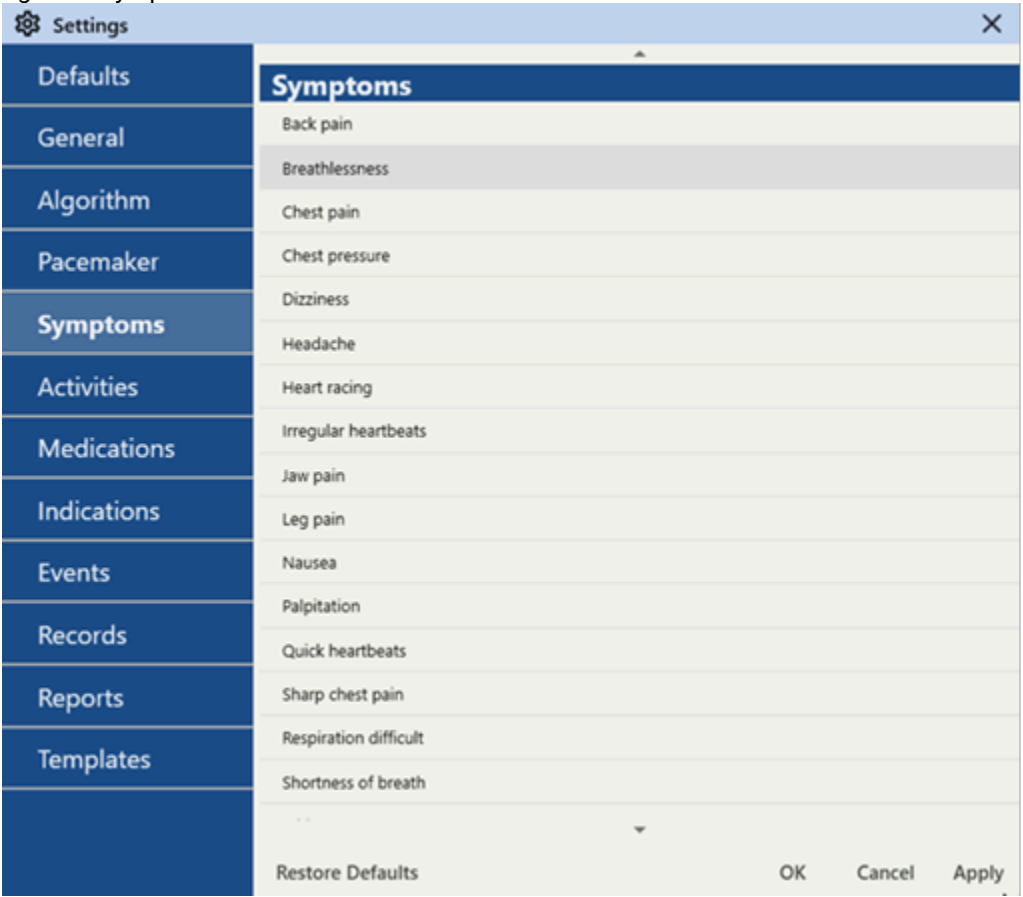 Settings
Defaults
General
Algorithm
Pacemaker
Symptoms
Activities
Medications
Indications
Events
Records
Reports
Templates
Symptoms
Back pain
Breathlessness
Chest pain
Chest pressure
Dizziness
Headache
Heart racing
Irregular heartbeats
Jaw pain
Leg pain
Nausea
Palpitation
Quick heartbeats
Sharp chest pain
Respiration difficult
Shortness of breath
Restore Defaults OK Cancel Apply